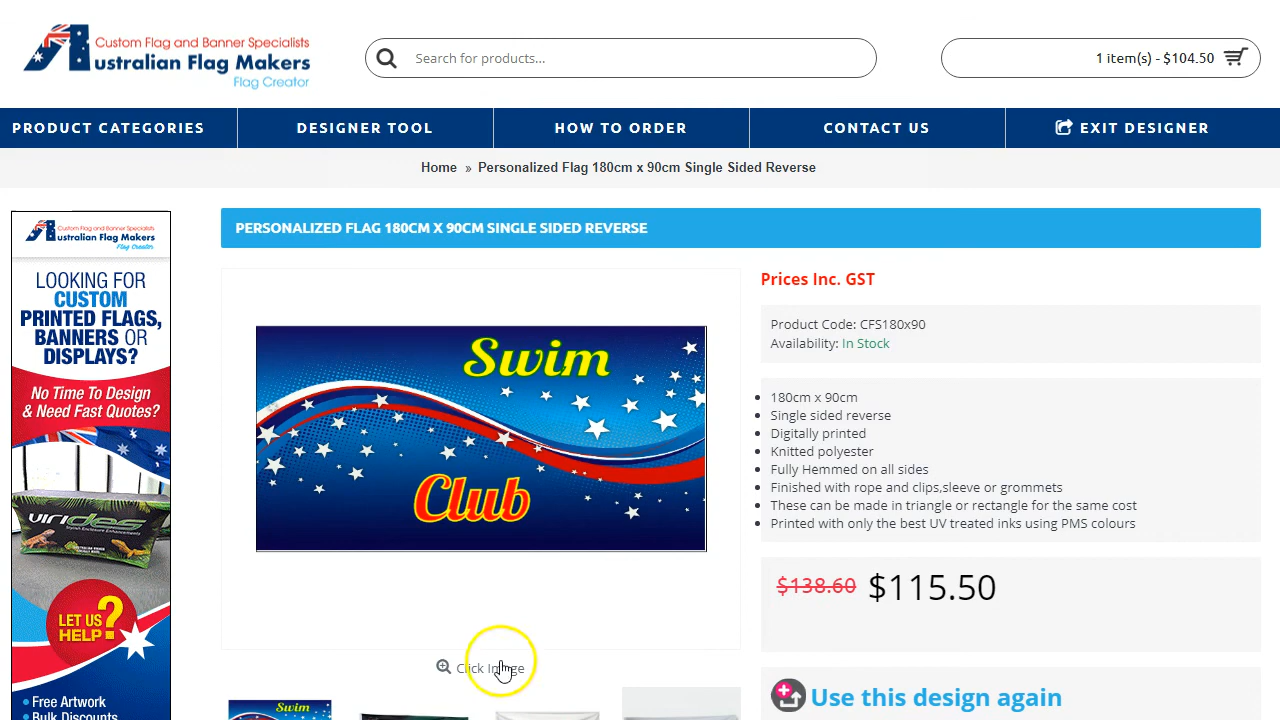 Custom Flag and Banner Specialists
Australian Flag Makers
Flag Creator
Search for products...
1 item(s) - $104.50
PRODUCT CATEGORIES
DESIGNER TOOL
HOW TO ORDER
CONTACT US
EXIT DESIGNER
Home » Personalized Flag 180cm x 90cm Single Sided Reverse
Custom Flag and Banner Specialists
Australian Flag Makers
Flag Creator
LOOKING FOR
CUSTOM
PRINTED FLAGS,
BANNERS OR
DISPLAYS?
No Time To Design
& Need Fast Quotes?
virides
LET US
HELP?
Free Artwork
Bulk Discounts
PERSONALIZED FLAG 180CM X 90CM SINGLE SIDED REVERSE
Swim
Club
Click Image
Swim
Prices Inc. GST
Product Code: CFS180x90
Availability: In Stock
180cm x 90cm
Single sided reverse
Digitally printed
Knitted polyester
Fully Hemmed on all sides
Finished with rope and clips,sleeve or grommets
These can be made in triangle or rectangle for the same cost
Printed with only the best UV treated inks using PMS colours
$138.60 $115.50
Use this design again